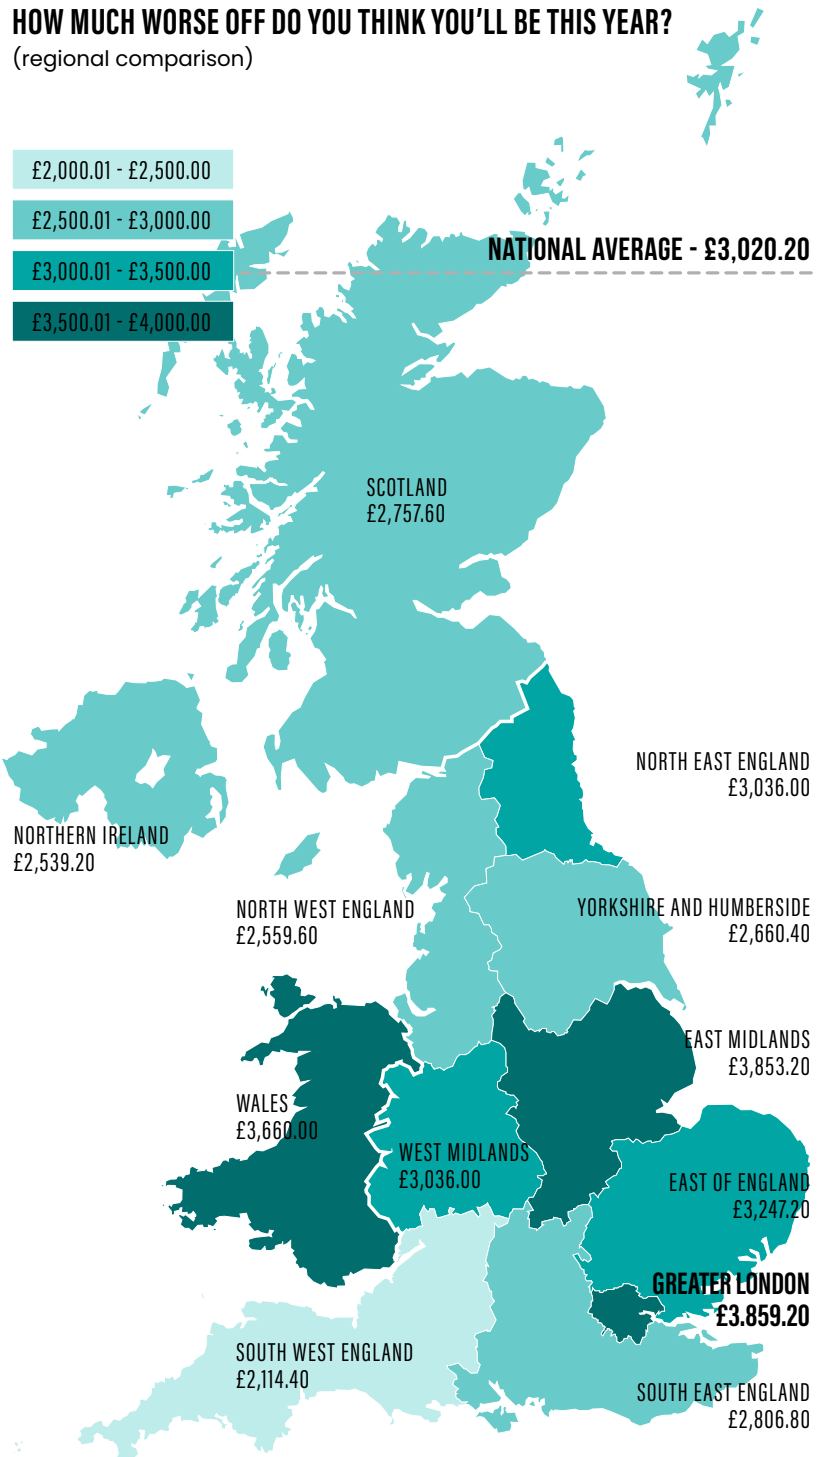 HOW MUCH WORSE OFF DO YOU THINK YOU'LL BE THIS YEAR?
(regional comparison)
£2,000.01 - £2,500.00
£2,500.01 - £3,000.00
£3,000.01 - £3,500.00
£3,500.01 - £4,000.00
NATIONAL AVERAGE - £3,020.20
SCOTLAND
£2,757.60
NORTH EAST ENGLAND
£3,036.00
NORTHERN IRELAND
£2,539.20
NORTH WEST ENGLAND
£2,559.60
YORKSHIRE AND HUMBERSIDE
£2,660.40
EAST MIDLANDS
£3,853.20
WALES
£3,660.00
WEST MIDLANDS
£3,036.00
EAST OF ENGLAND
£3,247.20
GREATER LONDON
£3.859.20
SOUTH WEST ENGLAND
£2,114.40
SOUTH EAST ENGLAND
£2,806.80